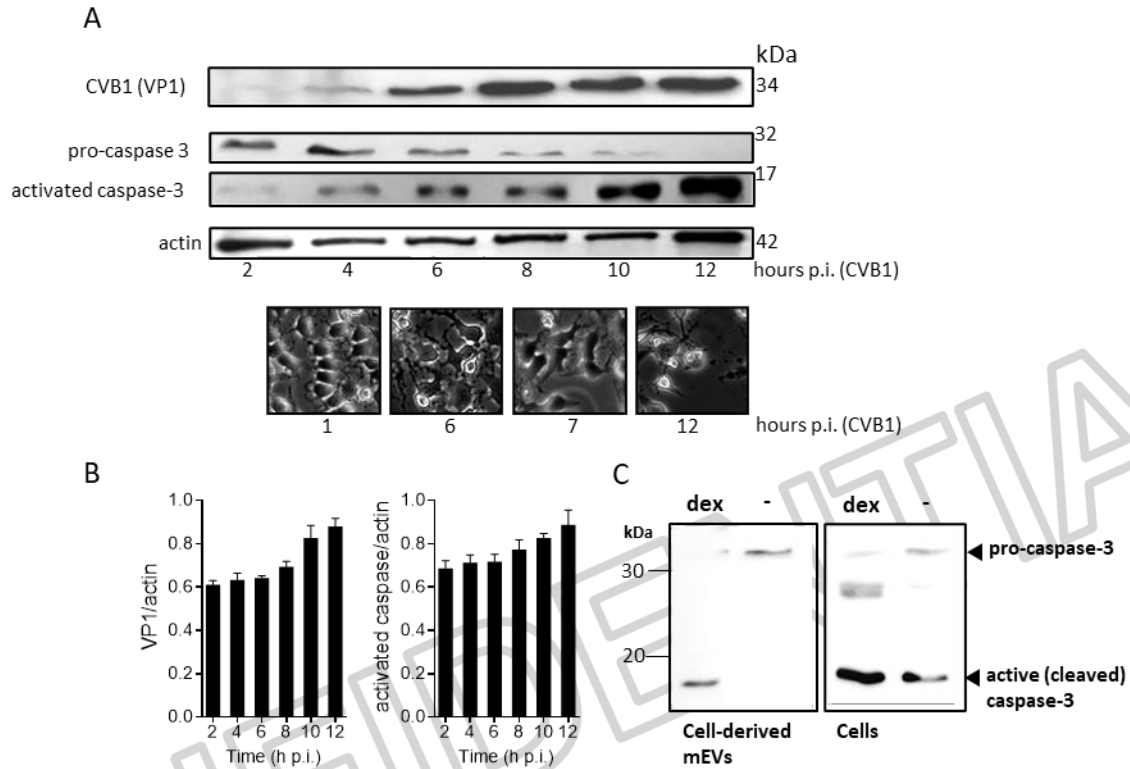 A
kDa
CVB1 (VP1)
34
pro-caspase 3
32
activated caspase-3
17
actin
42
2 4 6 8 10 12 hours p.i. (CVB1)
1 6 7 12 hours p.i. (CVB1)
B
VP1/actin
1.0
0.8
0.6
0.4
0.2
0.0
2 4 6 8 10 12
Time (h p.i.)
activated caspase/actin
1.0
0.8
0.6
0.4
0.2
0.0
2 4 6 8 10 12
Time (h p.i.)
C
dex - dex -
kDa
30
20
pro-caspase-3
active (cleaved)
caspase-3
Cell-derived
mEVs
Cells